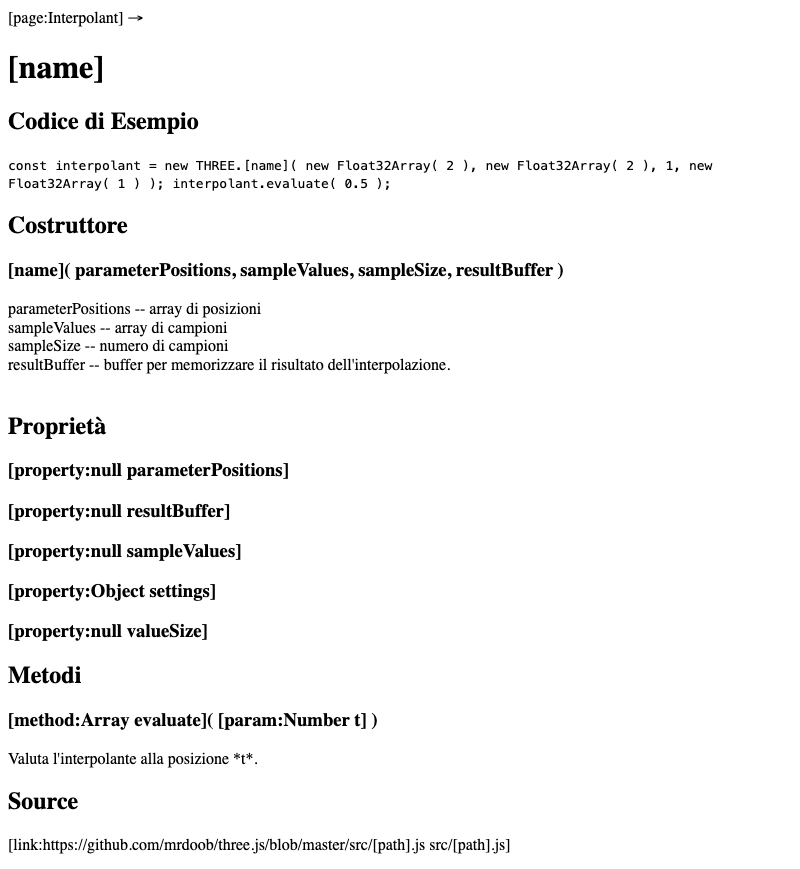 [page:Interpolant] →
[name]
Codice di Esempio
const interpolant = new THREE.[name]( new Float32Array( 2 ), new Float32Array( 2 ), 1, new
Float32Array( 1 ) ); interpolant.evaluate( 0.5 );
Costruttore
[name]( parameterPositions, sampleValues, sampleSize, resultBuffer )
parameterPositions -- array di posizioni
sampleValues -- array di campioni
sampleSize -- numero di campioni
resultBuffer -- buffer per memorizzare il risultato dell'interpolazione.
Proprietà
[property:null parameterPositions]
[property:null resultBuffer]
[property:null sampleValues]
[property:Object settings]
[property:null valueSize]
Metodi
[method:Array evaluate]( [param:Number t] )
Valuta l'interpolante alla posizione *t*.
Source
[link:https://github.com/mrdoob/three.js/blob/master/src/[path].js src/[path].js]